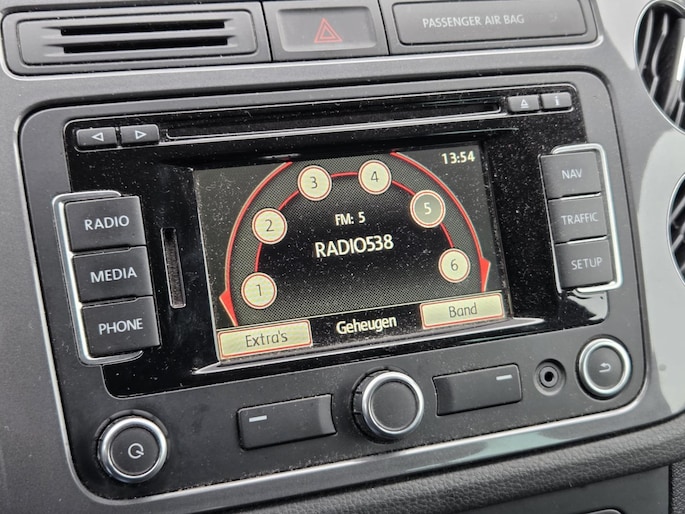 PASSENGER AIR BAG
13:54
3
4
2
5
FM: 5
RADIO538
1
6
Extra's
Geheugen
Band
RADIO
MEDIA
PHONE
NAV
TRAFFIC
SETUP
i